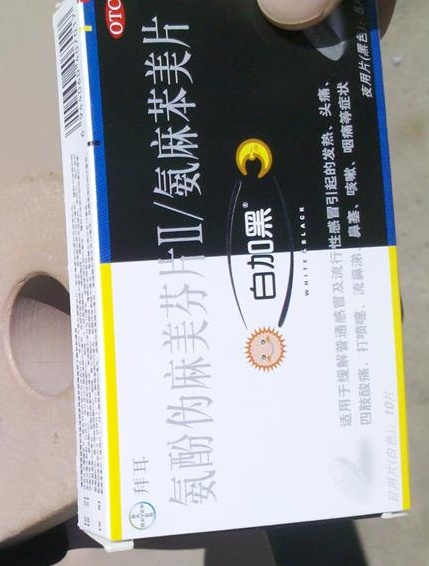 OTC
拜耳
BAYER
氨酚伪麻美芬片II/氨麻苯美片
白加黑®
WHITE & BLACK
适用于缓解普通感冒及流行性感冒引起的发热、头痛、
四肢酸痛、打喷嚏、流鼻涕、鼻塞、咳嗽、咽痛等症状
日用片(白色): 10片
夜用片(黑色):